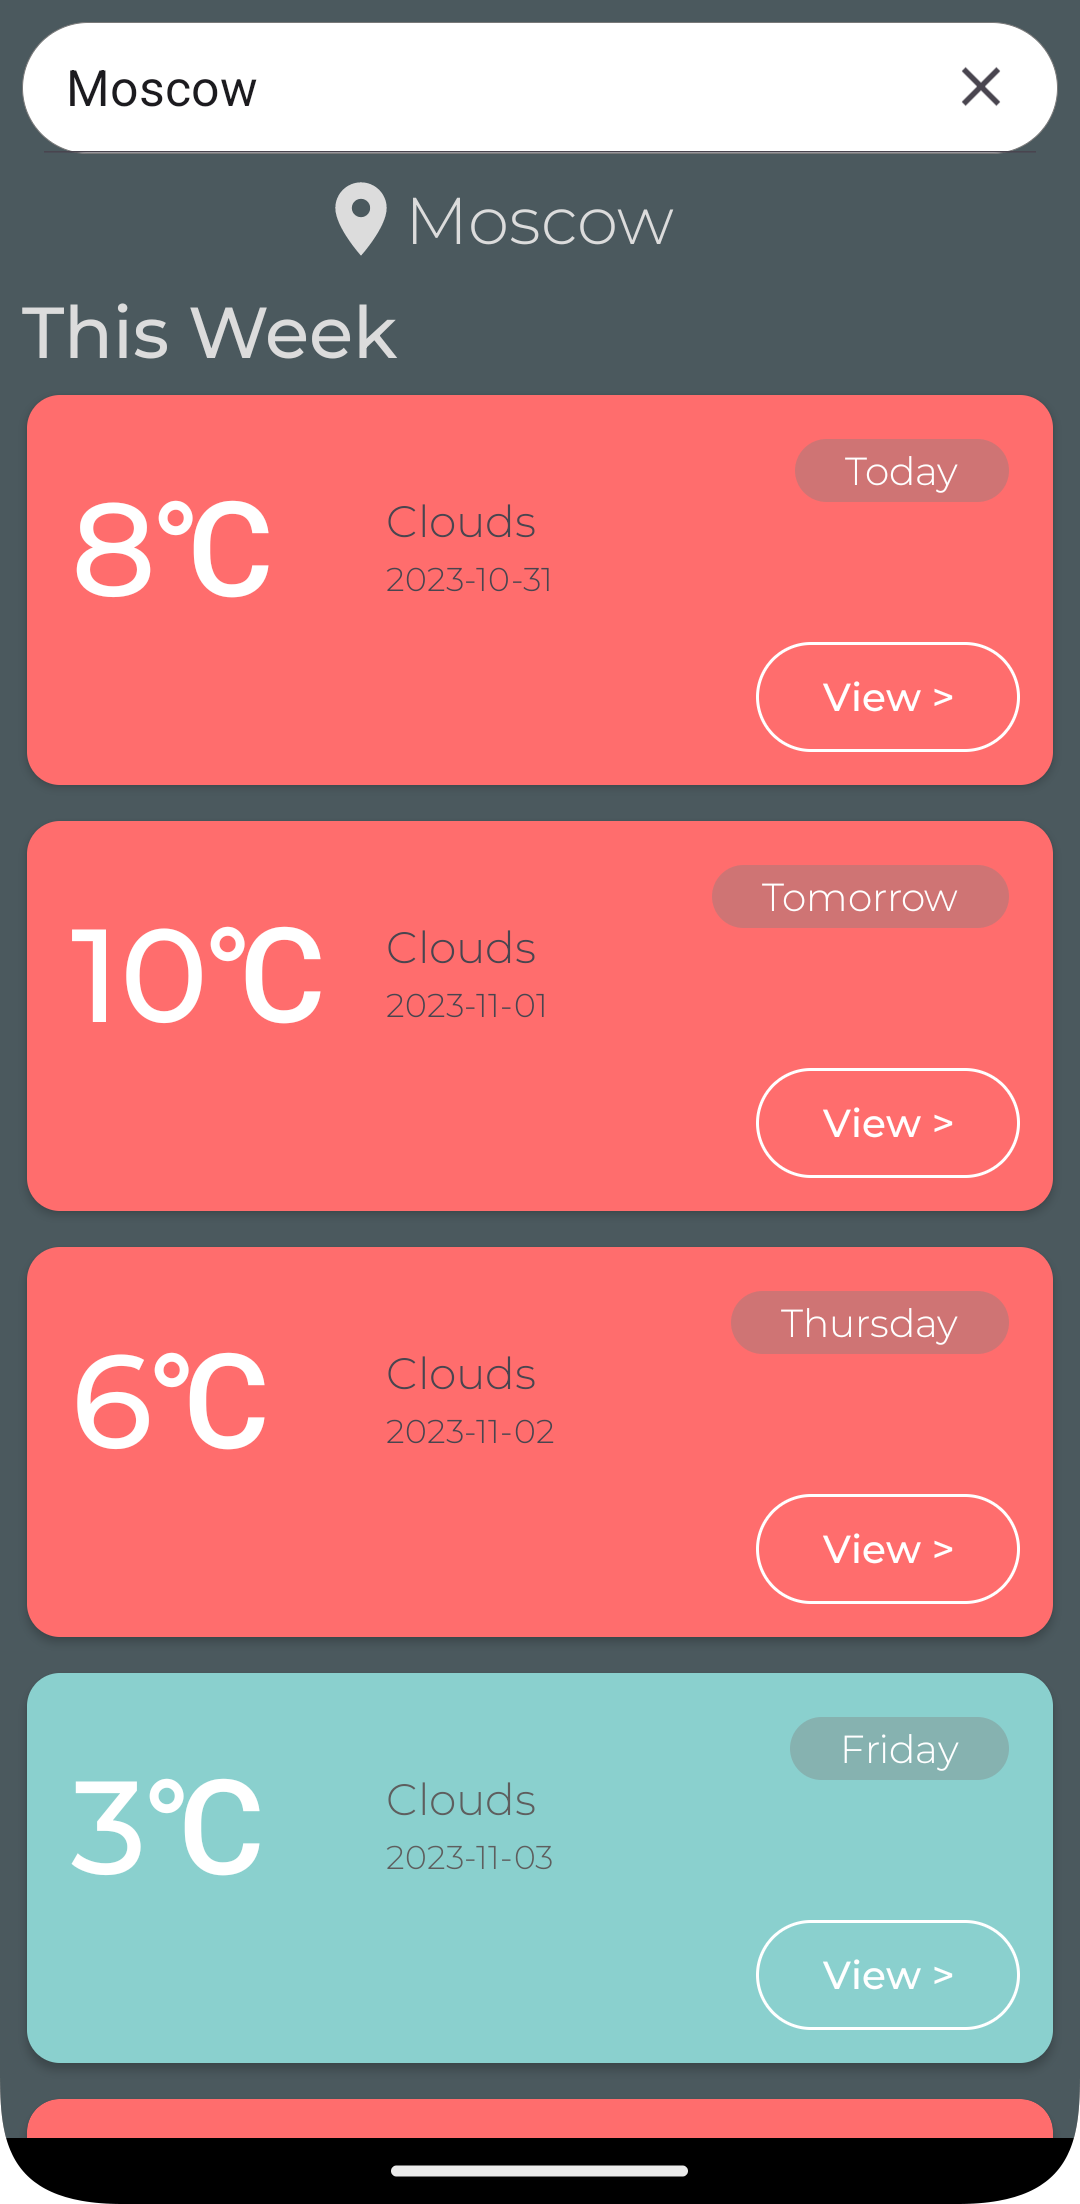 Moscow
Moscow
This Week
Today
8℃
Clouds
2023-10-31
View >
Tomorrow
10℃
Clouds
2023-11-01
View >
Thursday
6℃
Clouds
2023-11-02
View >
Friday
3℃
Clouds
2023-11-03
View >